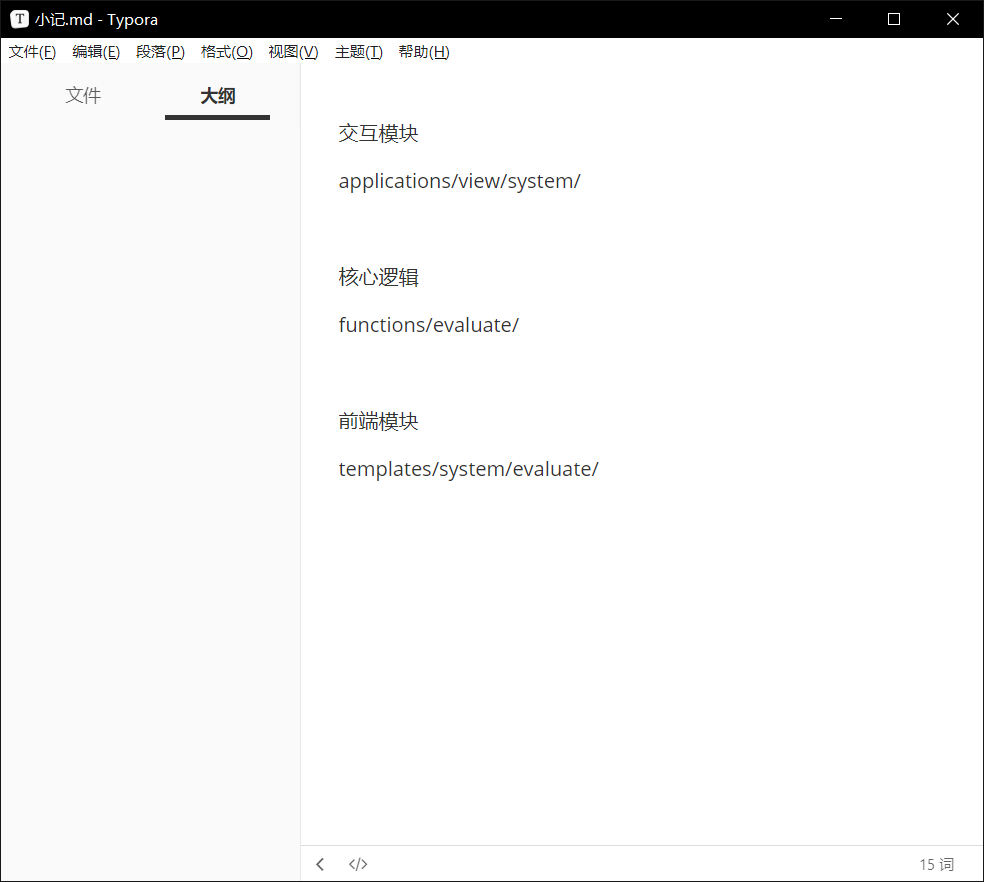 小记.md - Typora
文件(F) 编辑(E) 段落(P) 格式(O) 视图(V) 主题(T) 帮助(H)
文件 大纲
交互模块
applications/view/system/
核心逻辑
functions/evaluate/
前端模块
templates/system/evaluate/
15 词